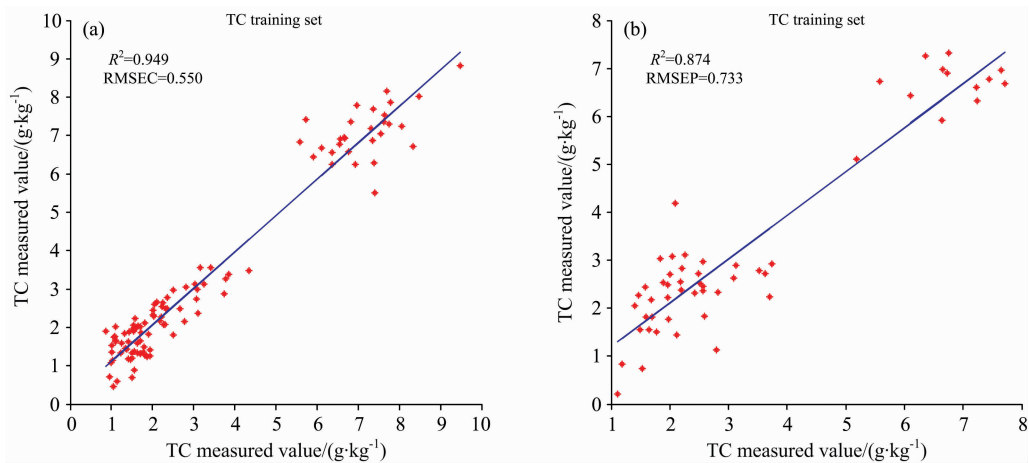 TC training set
(a)
R²=0.949
RMSEC=0.550
TC measured value/(g·kg⁻¹)
10
9
8
7
6
5
4
3
2
1
0
0 1 2 3 4 5 6 7 8 9 10
TC measured value/(g·kg⁻¹)
TC training set
(b)
R²=0.874
RMSEP=0.733
TC measured value/(g·kg⁻¹)
8
7
6
5
4
3
2
1
0
1 2 3 4 5 6 7 8
TC measured value/(g·kg⁻¹)